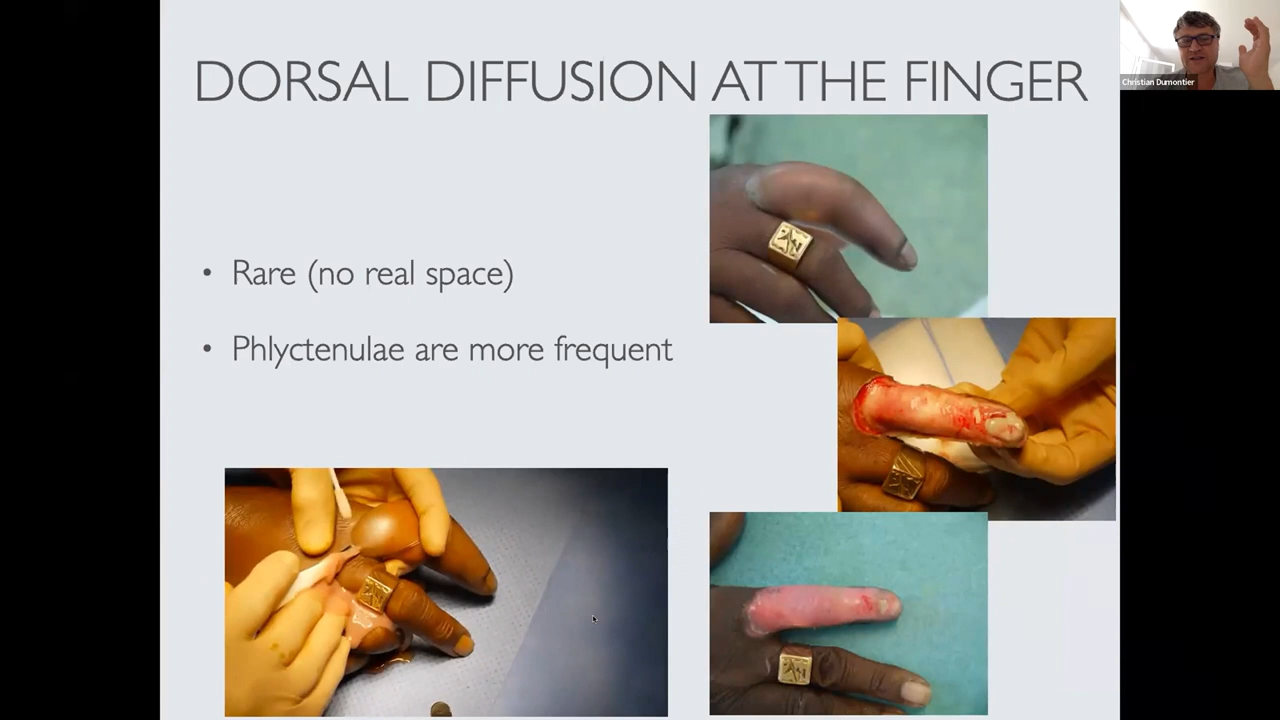 DORSAL DIFFUSION AT THE FINGER
Christian Dumontier
• Rare (no real space)
• Phlyctenulae are more frequent